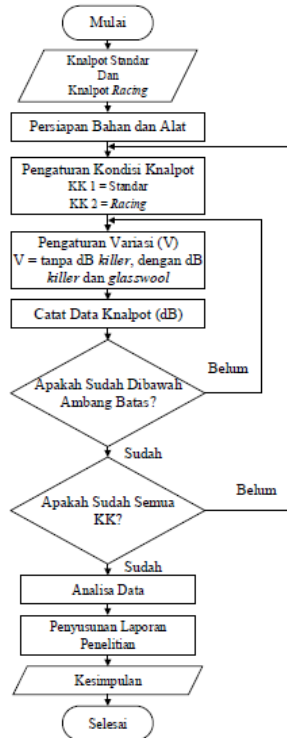 Mulai
Knalpot Standar
Dan
Knalpot Racing
Persiapan Bahan dan Alat
Pengaturan Kondisi Knalpot
KK 1 = Standar
KK 2 = Racing
Pengaturan Variasi (V)
V = tanpa dB killer, dengan dB
killer dan glasswool
Catat Data Knalpot (dB)
Apakah Sudah Dibawah
Ambang Batas?
Belum
Sudah
Apakah Sudah Semua
KK?
Belum
Sudah
Analisa Data
Penyusunan Laporan
Penelitian
Kesimpulan
Selesai